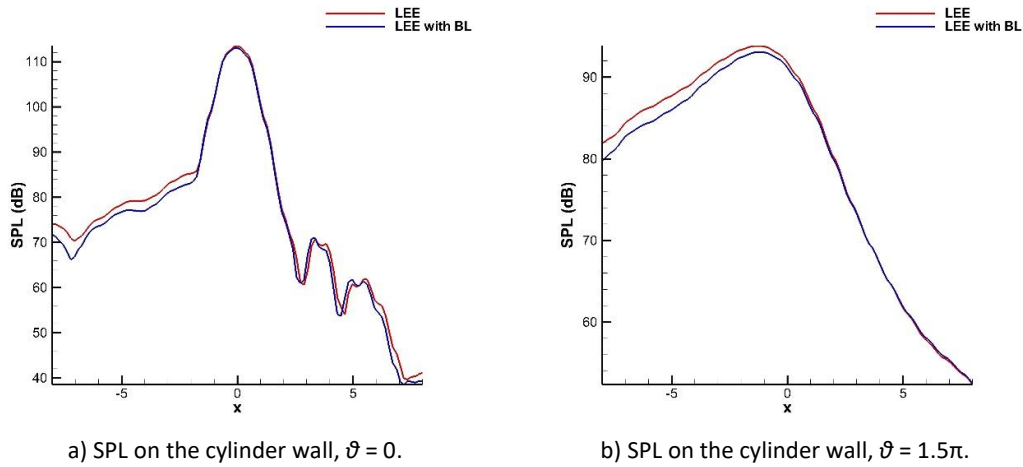 LEE
LEE with BL
110
100
90
80
70
60
50
40
SPL (dB)
-5
0
5
x
LEE
LEE with BL
90
80
70
60
SPL (dB)
-5
0
5
x
a) SPL on the cylinder wall, ϑ = 0.
b) SPL on the cylinder wall, ϑ = 1.5π.